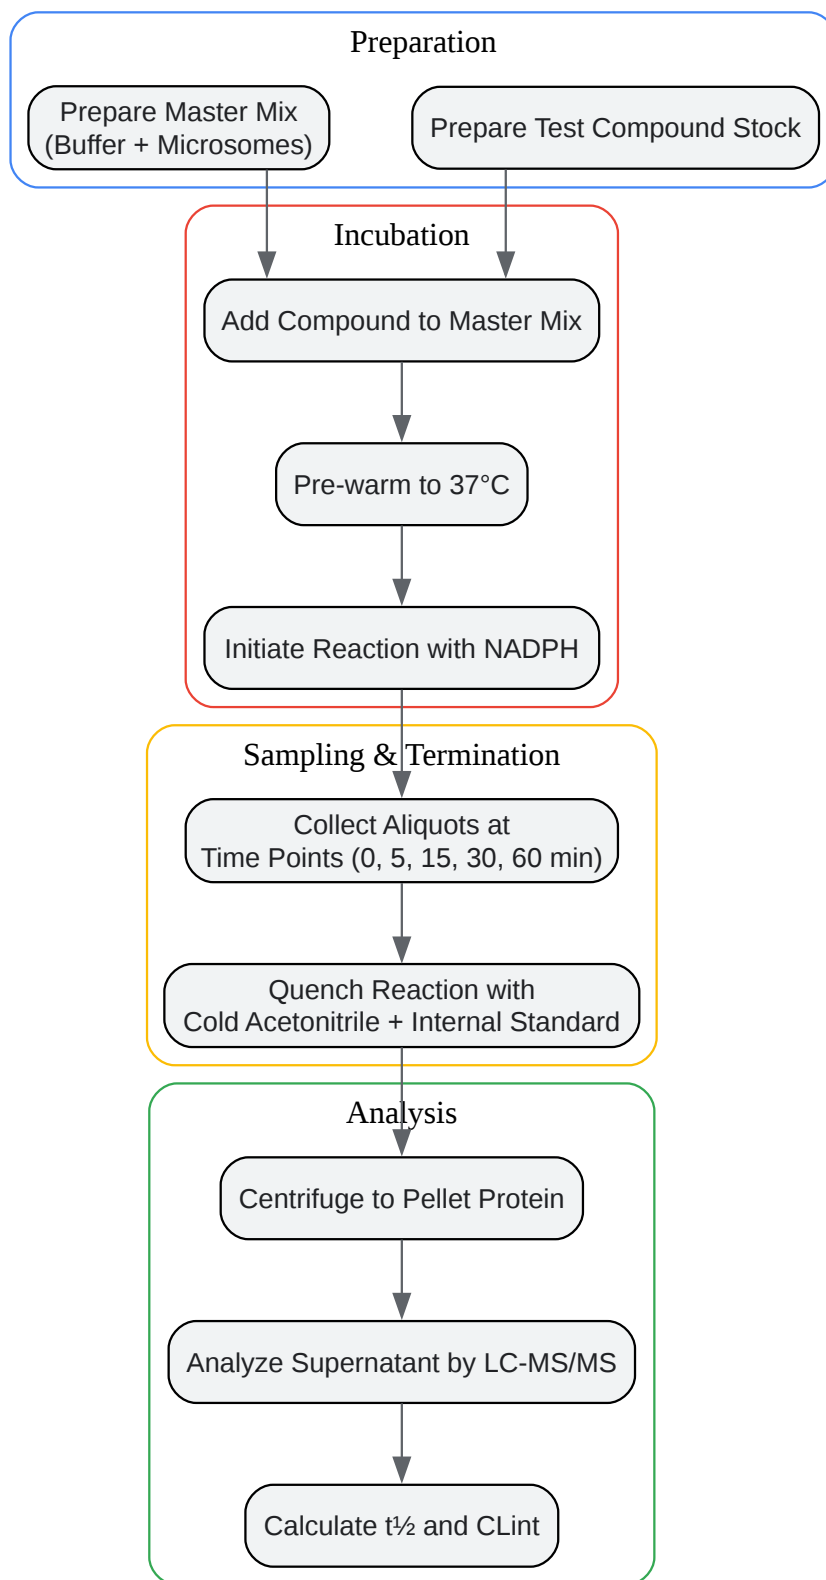 Preparation
Prepare Master Mix
(Buffer + Microsomes)
Prepare Test Compound Stock
Incubation
Add Compound to Master Mix
Pre-warm to 37°C
Initiate Reaction with NADPH
Sampling & Termination
Collect Aliquots at
Time Points (0, 5, 15, 30, 60 min)
Quench Reaction with
Cold Acetonitrile + Internal Standard
Analysis
Centrifuge to Pellet Protein
Analyze Supernatant by LC-MS/MS
Calculate t½ and CLint